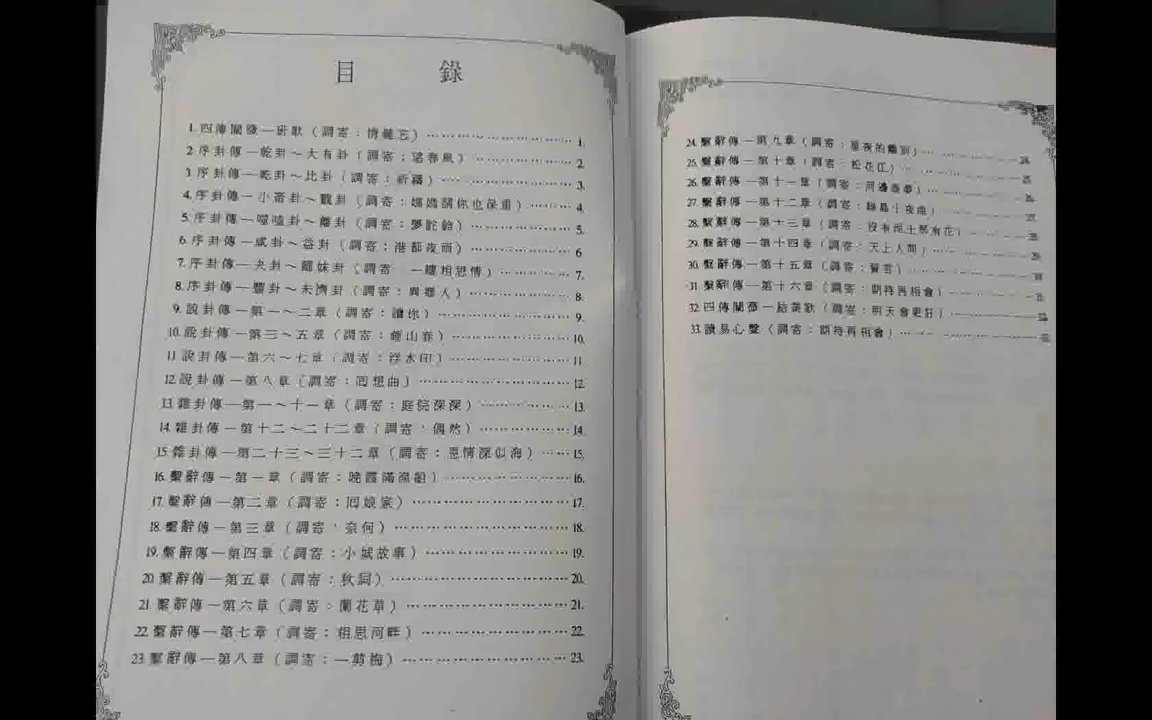 目 錄
1. 四傳闡微—班歌（調寄：情難忘）…………………… 1.
2. 序卦傳—乾卦～大有卦（調寄：望春風）…………… 2.
3. 序卦傳—乾卦～比卦（調寄：祈禱）………………… 3.
4. 序卦傳—小畜卦～觀卦（調寄：媽媽請你也保重）…… 4.
5. 序卦傳—噬嗑卦～離卦（調寄：夢駝鈴）…………… 5.
6. 序卦傳—咸卦～益卦（調寄：港都夜雨）…………… 6
7. 序卦傳—夬卦～歸妹卦（調寄 一縷相思情）………… 7.
8. 序卦傳—豐卦～未濟卦（調寄：異鄉人）…………… 8.
9. 說卦傳—第一～二章（調寄：讀你）………………… 9.
10. 說卦傳—第三～五章（調寄：鍾山春）……………… 10.
11. 說卦傳—第六～七章（調寄：浮水印）……………… 11.
12. 說卦傳—第八章（調寄：回想曲）…………………… 12.
13. 雜卦傳—第一～十一章（調寄：庭院深深）………… 13.
14. 雜卦傳—第十二～二十二章（調寄：偶然）………… 14.
15. 雜卦傳—第二十三～三十二章（調寄：恩情深似海）…… 15.
16. 繫辭傳—第一章（調寄：晚霞滿漁船）……………… 16.
17. 繫辭傳—第二章（調寄：回娘家）…………………… 17.
18. 繫辭傳—第三章（調寄：奈何）……………………… 18.
19. 繫辭傳—第四章（調寄：小城故事）………………… 19.
20. 繫辭傳—第五章（調寄：秋詞）……………………… 20.
21. 繫辭傳—第六章（調寄：蘭花草）…………………… 21.
22. 繫辭傳—第七章（調寄：相思河畔）………………… 22.
23. 繫辭傳—第八章（調寄：一剪梅）…………………… 23.
24. 繫辭傳—第九章（調寄：星夜的離別）……………… 24.
25. 繫辭傳—第十章（調寄：松花江）…………………… 25.
26. 繫辭傳—第十一章（調寄：河邊春夢）……………… 26.
27. 繫辭傳—第十二章（調寄：綠島小夜曲）…………… 27.
28. 繫辭傳—第十三章（調寄：沒有泥土那有花）……… 28.
29. 繫辭傳—第十四章（調寄：天上人間）……………… 29.
30. 繫辭傳—第十五章（調寄：昔君）…………………… 30.
31. 繫辭傳—第十六章（調寄：期待再相會）…………… 31.
32. 四傳闡微—結業歌（調寄：明天會更好）…………… 32.
33. 讀易心聲（調寄：期待再相會）……………………… 33.